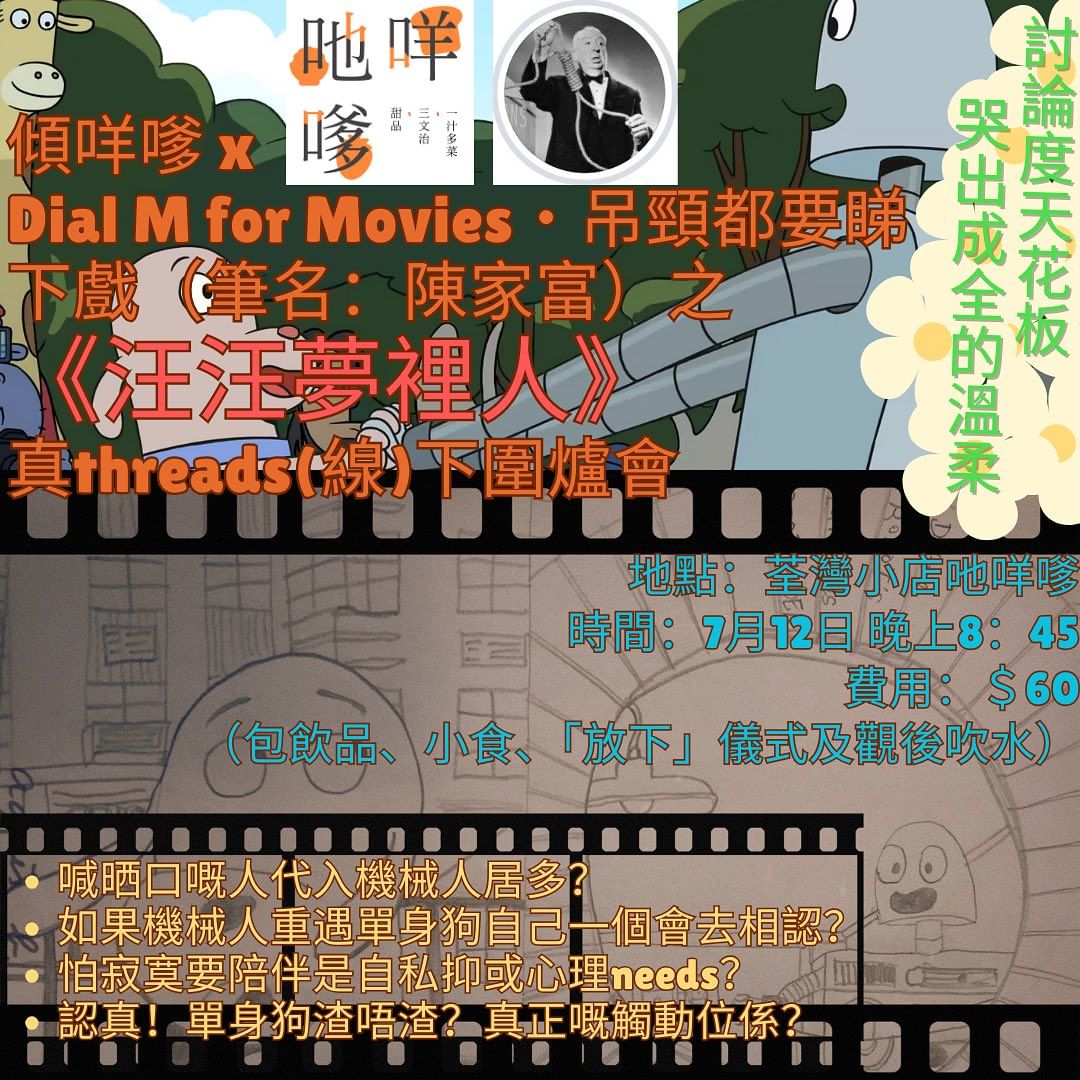 吔咩
嗲
一汁多菜
三文治、
甜品、
討論度天花板
哭出成全的溫柔
傾咩嗲 x
Dial M for Movies・吊頸都要睇
下戲（筆名：陳家富）之
《汪汪夢裡人》
真threads(線)下圍爐會
地點：荃灣小店吔咩嗲
時間：7月12日 晚上8：45
費用：＄60
（包飲品、小食、「放下」儀式及觀後吹水）
• 喊晒口嘅人代入機械人居多？
• 如果機械人重遇單身狗自己一個會去相認？
• 怕寂寞要陪伴是自私抑或心理needs？
• 認真！單身狗渣唔渣？真正嘅觸動位係？